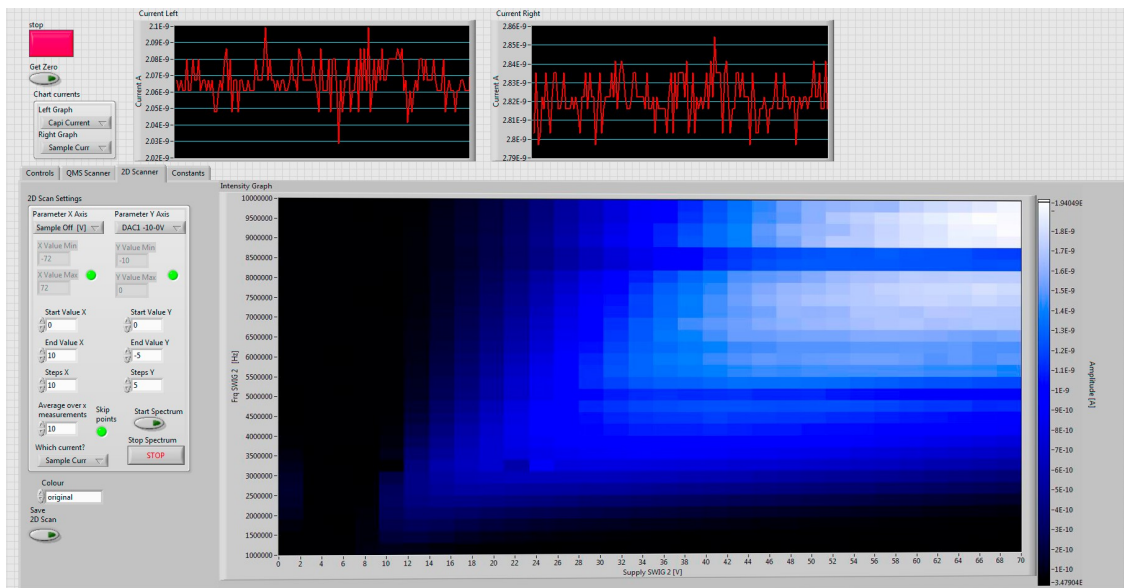 stop
Get Zero
Chart currents
Left Graph
Capi Current
Right Graph
Sample Curr
Current Left
Current A
2.1E-9
2.09E-9
2.08E-9
2.07E-9
2.06E-9
2.05E-9
2.04E-9
2.03E-9
2.02E-9
Current Right
Current A
2.86E-9
2.85E-9
2.84E-9
2.83E-9
2.82E-9
2.81E-9
2.8E-9
2.79E-9
Controls QMS Scanner 2D Scanner Constants
2D Scan Settings
Parameter X Axis Parameter Y Axis
Sample Off [V] DAC1 -10-0V
X Value Min Y Value Min
-72 -10
X Value Max Y Value Max
72 0
Start Value X Start Value Y
0 0
End Value X End Value Y
10 -5
Steps X Steps Y
10 5
Average over x
measurements
10
Skip
points
Start Spectrum
Stop Spectrum
STOP
Which current?
Sample Curr
Colour
original
Save
2D Scan
Intensity Graph
Frq SWIG 2 [Hz]
10000000
9500000
9000000
8500000
8000000
7500000
7000000
6500000
6000000
5500000
5000000
4500000
4000000
3500000
3000000
2500000
2000000
1500000
1000000
0 2 4 6 8 10 12 14 16 18 20 22 24 26 28 30 32 34 36 38 40 42 44 46 48 50 52 54 56 58 60 62 64 66 68 70
Supply SWIG 2 [V]
1.94049E
-1.8E-9
-1.7E-9
-1.6E-9
-1.5E-9
-1.4E-9
-1.3E-9
-1.2E-9
-1.1E-9
-1E-9
-9E-10
-8E-10
-7E-10
-6E-10
-5E-10
-4E-10
-3E-10
-2E-10
-1E-10
-3.47904E
Amplitude [A]